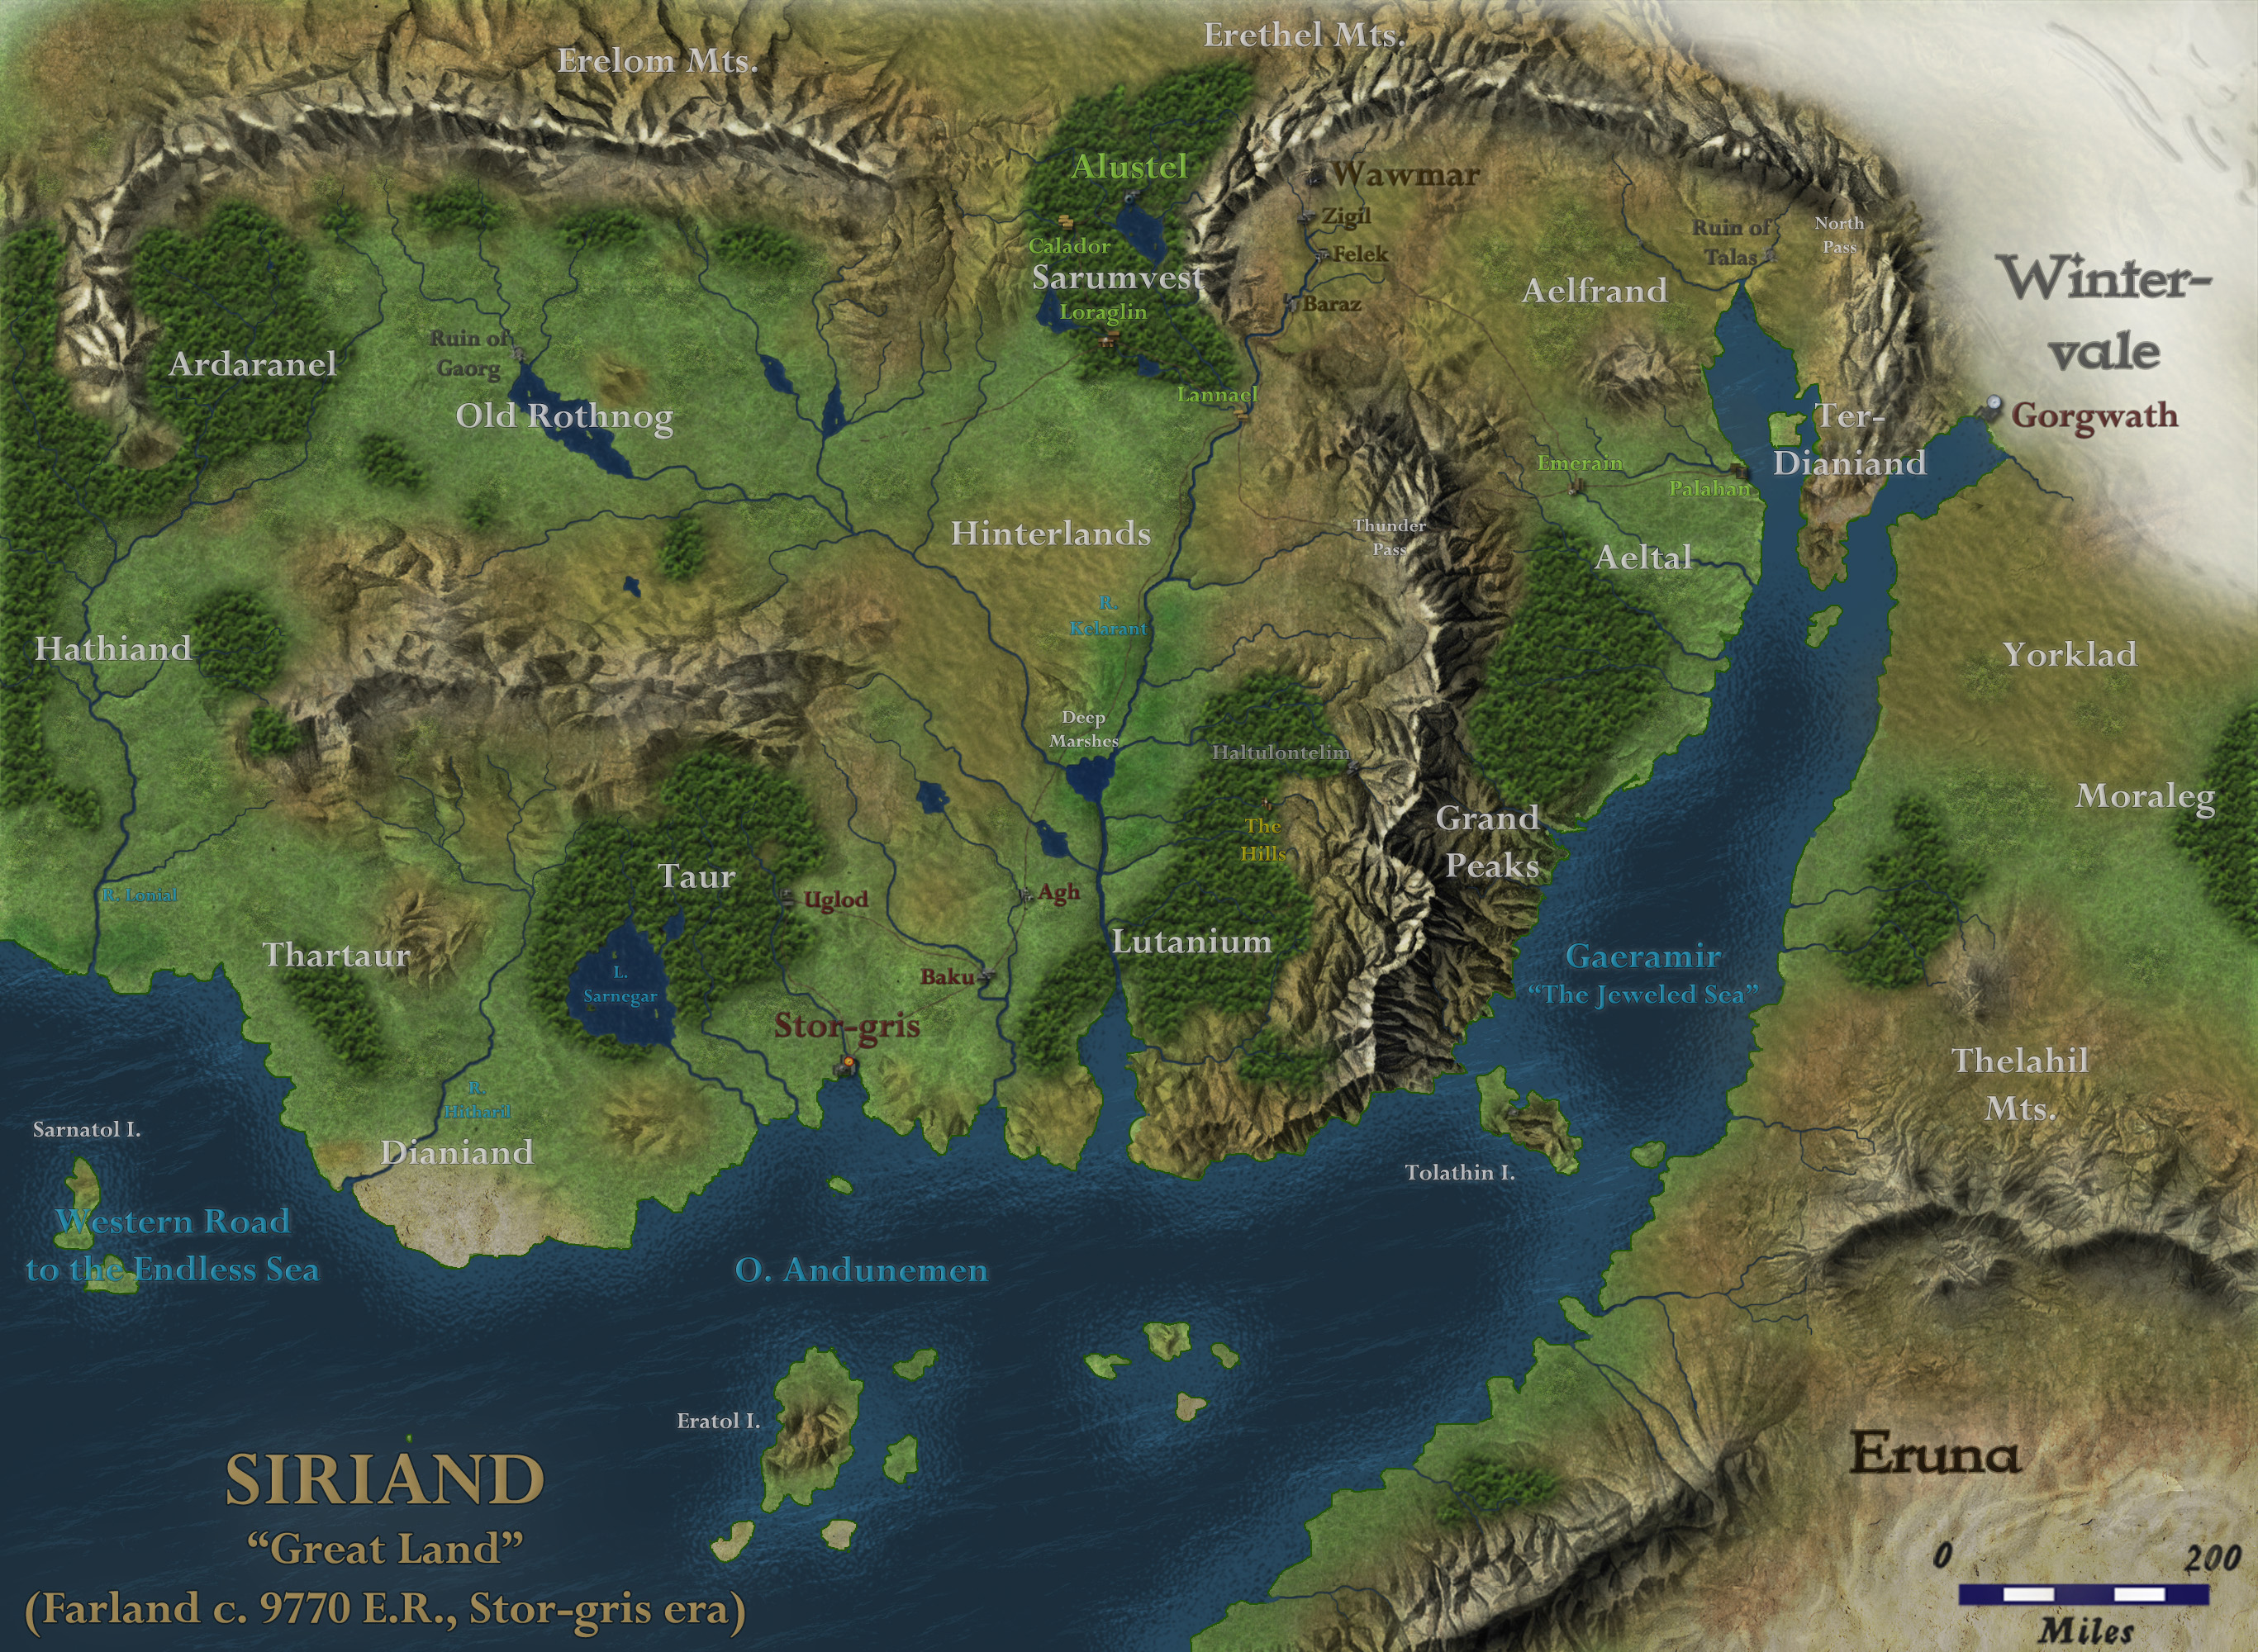 Erelom Mts.
Erethel Mts.
Alustel
Wawmar
Zigil
Calador
Felek
Sarumvest
Baraz
Loraglin
Lannael
Ruin of
Talas
North
Pass
Aelfrand
Winter-
vale
Gorgwath
Ter-
Dianiand
Ardaranel
Ruin of
Gaorg
Old Rothnog
Emerain
Palahan
Hinterlands
Thunder
Pass
Aeltal
R.
Kelarant
Hathiand
Yorklad
Deep
Marshes
Haltulontelim
Moraleg
The
Hills
Grand
Peaks
Taur
Uglod
Agh
R. Lonial
Thartaur
Lutanium
L.
Sarnegar
Baku
Gaeramir
“The Jeweled Sea”
Stor-gris
Thelahil
Mts.
R.
Hitharil
Sarnatol I.
Dianiand
Tolathin I.
Western Road
to the Endless Sea
O. Andunemen
Eratol I.
Eruna
SIRIAND
“Great Land”
(Farland c. 9770 E.R., Stor-gris era)
0 200
Miles